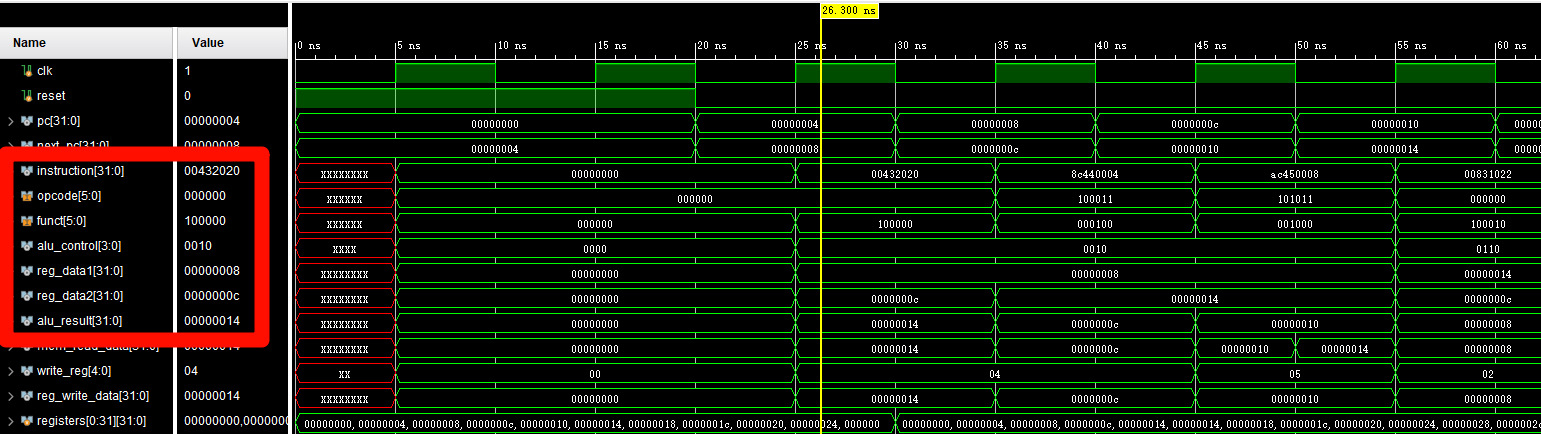 26.300 ns
Name Value
0 ns 5 ns 10 ns 15 ns 20 ns 25 ns 30 ns 35 ns 40 ns 45 ns 50 ns 55 ns 60 ns
clk 1
reset 0
pc[31:0] 00000004 00000000 00000004 00000008 0000000c 00000010 00000
next_pc[31:0] 00000008 00000004 00000008 0000000c 00000010 00000014 00000
instruction[31:0] 00432020 XXXXXXXX 00000000 00432020 8c440004 ac450008 00831022
opcode[5:0] 000000 XXXXXX 000000 100011 101011 000000
funct[5:0] 100000 XXXXXX 000000 100000 000100 001000 100010
alu_control[3:0] 0010 XXXX 0000 0010 0110
reg_data1[31:0] 00000008 XXXXXXXX 00000000 00000008 00000014
reg_data2[31:0] 0000000c XXXXXXXX 00000000 0000000c 00000014 0000000c
alu_result[31:0] 00000014 XXXXXXXX 00000000 00000014 0000000c 00000010 00000008
mem_read_data[31:0] 00000014 XXXXXXXX 00000000 00000014 0000000c 00000010 00000014 00000008
write_reg[4:0] 04 XX 00 04 05 02
reg_write_data[31:0] 00000014 XXXXXXXX 00000000 00000014 0000000c 00000010 00000008
registers[0:31][31:0] 00000000,0000000 00000000,00000004,00000008,0000000c,00000010,00000014,00000018,0000001c,00000020,00000024,000000 00000000,00000004,00000008,0000000c,00000014,00000014,00000018,0000001c,00000020,00000024,00000028,0000002c